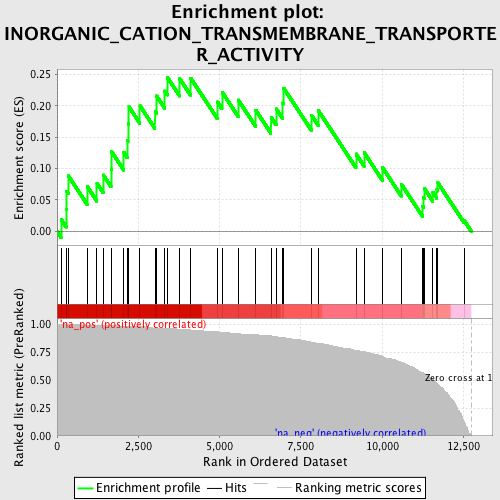 Enrichment plot:
INORGANIC_CATION_TRANSMEMBRANE_TRANSPORTE
R_ACTIVITY
Enrichment score (ES)
0.25
0.20
0.15
0.10
0.05
0.00
'na_pos' (positively correlated)
Ranked list metric (PreRanked)
1.00
0.75
0.50
0.25
0.00
Zero cross at 1
'na_neg' (negatively correlated)
0
2,500
5,000
7,500
10,000
12,500
Rank in Ordered Dataset
Enrichment profile
Hits
Ranking metric scores